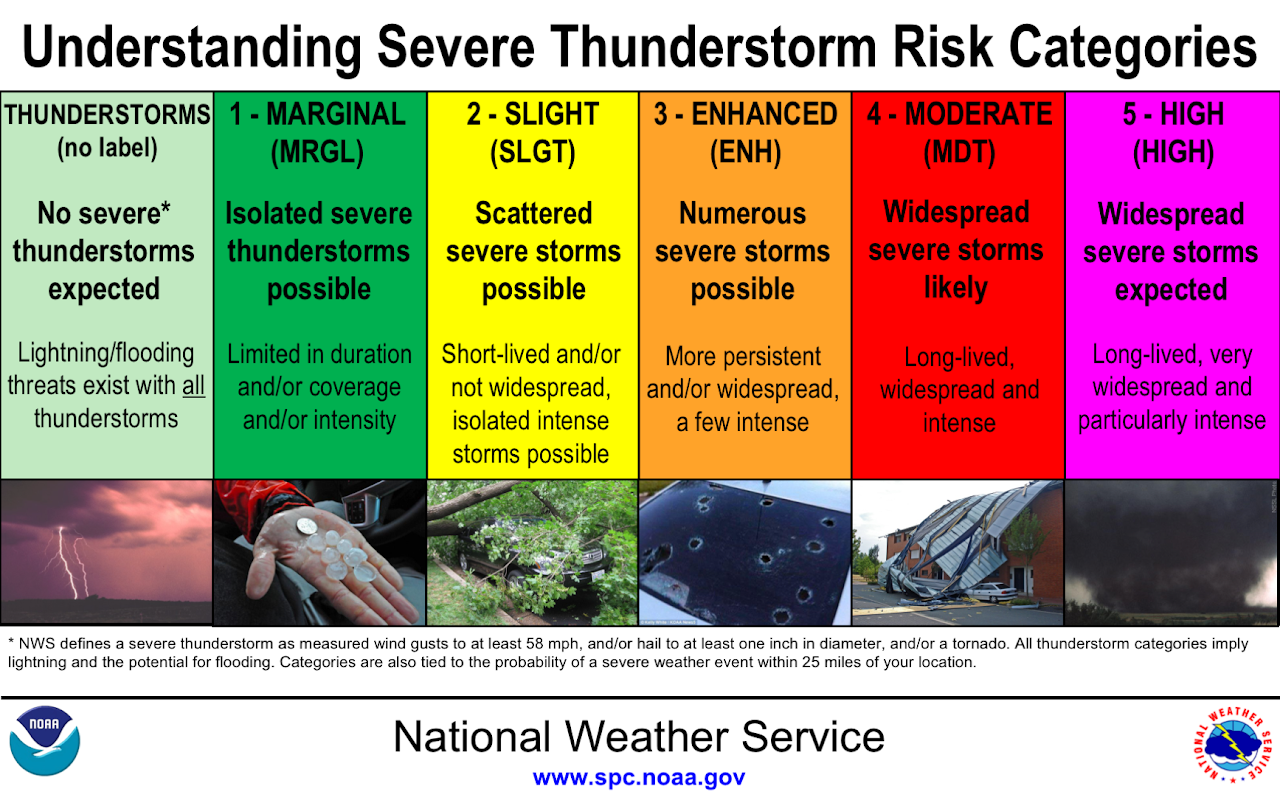 Understanding Severe Thunderstorm Risk Categories
THUNDERSTORMS
(no label)
No severe*
thunderstorms
expected
Lightning/flooding
threats exist with all
thunderstorms
1 - MARGINAL
(MRGL)
Isolated severe
thunderstorms
possible
Limited in duration
and/or coverage
and/or intensity
2 - SLIGHT
(SLGT)
Scattered
severe storms
possible
Short-lived and/or
not widespread,
isolated intense
storms possible
3 - ENHANCED
(ENH)
Numerous
severe storms
possible
More persistent
and/or widespread,
a few intense
4 - MODERATE
(MDT)
Widespread
severe storms
likely
Long-lived,
widespread and
intense
5 - HIGH
(HIGH)
Widespread
severe storms
expected
Long-lived, very
widespread and
particularly intense
* NWS defines a severe thunderstorm as measured wind gusts to at least 58 mph, and/or hail to at least one inch in diameter, and/or a tornado. All thunderstorm categories imply
lightning and the potential for flooding. Categories are also tied to the probability of a severe weather event within 25 miles of your location.
NOAA
National Weather Service
www.spc.noaa.gov
NATIONAL WEATHER SERVICE